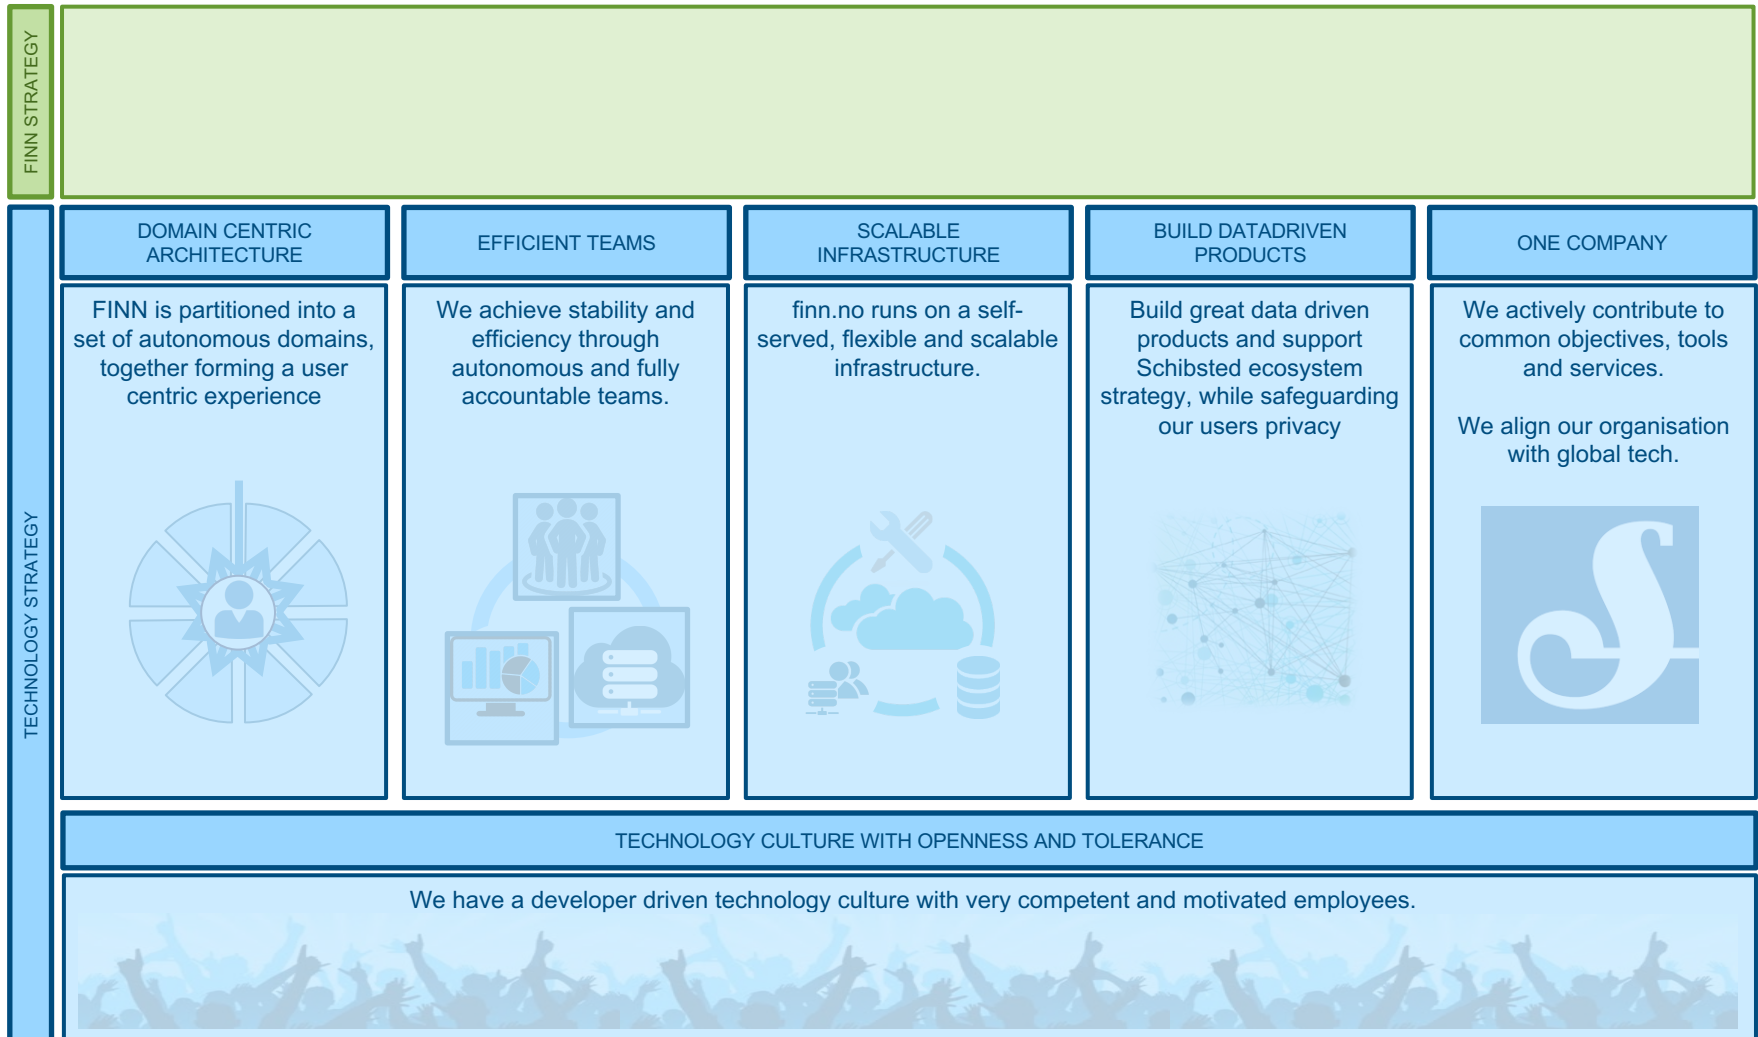 FINN STRATEGY
TECHNOLOGY STRATEGY
DOMAIN CENTRIC
ARCHITECTURE
FINN is partitioned into a
set of autonomous domains,
together forming a user
centric experience
EFFICIENT TEAMS
We achieve stability and
efficiency through
autonomous and fully
accountable teams.
SCALABLE
INFRASTRUCTURE
finn.no runs on a self-
served, flexible and scalable
infrastructure.
BUILD DATADRIVEN
PRODUCTS
Build great data driven
products and support
Schibsted ecosystem
strategy, while safeguarding
our users privacy
ONE COMPANY
We actively contribute to
common objectives, tools
and services.
We align our organisation
with global tech.
S
TECHNOLOGY CULTURE WITH OPENNESS AND TOLERANCE
We have a developer driven technology culture with very competent and motivated employees.